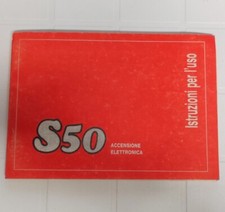 S50
ACCENSIONE
ELETTRONICA
Istruzioni per l'uso